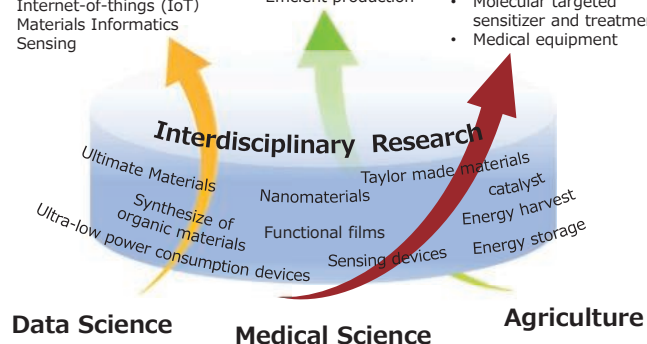 Internet-of-things (IoT)
Materials Informatics
Sensing
Efficient production
• Molecular targeted
sensitizer and treatme
• Medical equipment
Interdisciplinary Research
Ultimate Materials
Synthesize of
organic materials
Ultra-low power consumption devices
Nanomaterials
Functional films
Sensing devices
Taylor made materials
catalyst
Energy harvest
Energy storage
Data Science
Medical Science
Agriculture